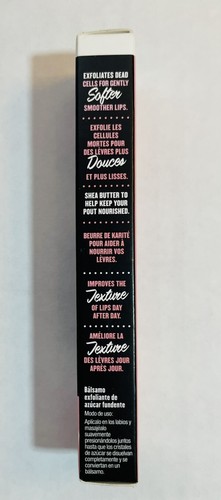 EXFOLIATES DEAD
CELLS FOR GENTLY
Softer
SMOOTHER LIPS.
EXFOLIE LES
CELLULES
MORTES POUR
DES LÈVRES PLUS
Douces
ET PLUS LISSES.
SHEA BUTTER TO
HELP KEEP YOUR
POUT NOURISHED.
BEURRE DE KARITÉ
POUR AIDER À
NOURRIR VOS
LÈVRES.
IMPROVES THE
Texture
OF LIPS DAY
AFTER DAY.
AMÉLIORE LA
Texture
DES LÈVRES JOUR
APRÈS JOUR.
Bálsamo
exfoliante de
azúcar fundente
Modo de uso:
Aplícalo en los labios y
masajéalo
suavemente
presionándolos juntos
hasta que los cristales
de azúcar se disuelvan
completamente y se
conviertan en un
bálsamo.